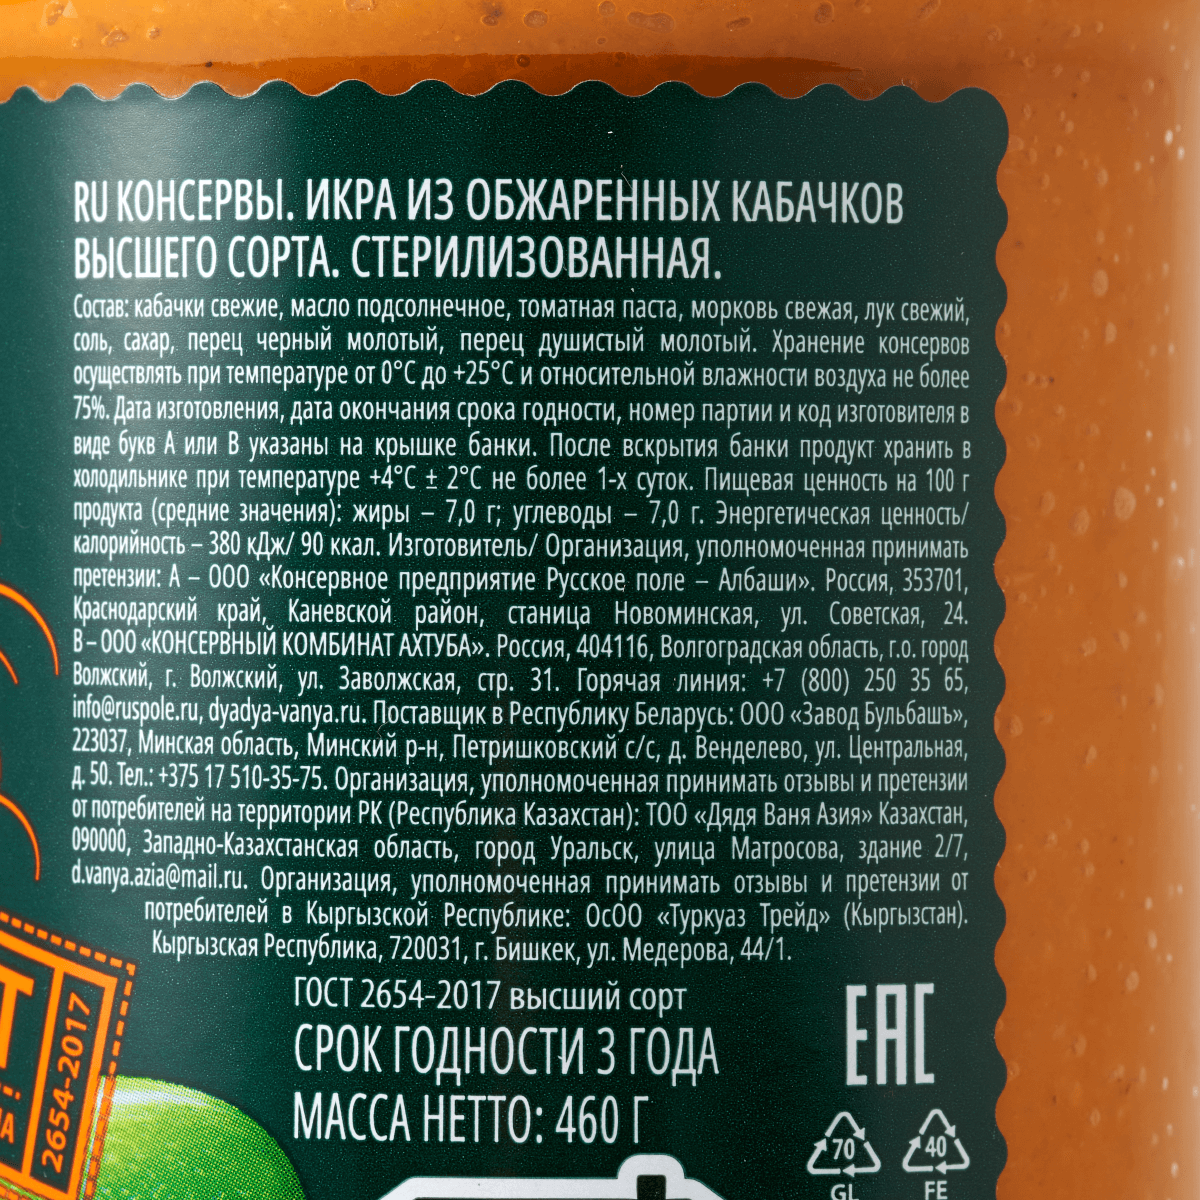 RU КОНСЕРВЫ. ИКРА ИЗ ОБЖАРЕННЫХ КАБАЧКОВ
ВЫСШЕГО СОРТА. СТЕРИЛИЗОВАННАЯ.
Состав: кабачки свежие, масло подсолнечное, томатная паста, морковь свежая, лук свежий,
соль, сахар, перец черный молотый, перец душистый молотый. Хранение консервов
осуществлять при температуре от 0°С до +25°С и относительной влажности воздуха не более
75%. Дата изготовления, дата окончания срока годности, номер партии и код изготовителя в
виде букв А или В указаны на крышке банки. После вскрытия банки продукт хранить в
холодильнике при температуре +4°С ± 2°С не более 1-х суток. Пищевая ценность на 100 г
продукта (средние значения): жиры – 7,0 г; углеводы – 7,0 г. Энергетическая ценность/
калорийность – 380 кДж/ 90 ккал. Изготовитель/ Организация, уполномоченная принимать
претензии: А – ООО «Консервное предприятие Русское поле – Албаши». Россия, 353701,
Краснодарский край, Каневской район, станица Новоминская, ул. Советская, 24.
В – ООО «КОНСЕРВНЫЙ КОМБИНАТ АХТУБА». Россия, 404116, Волгоградская область, г.о. город
Волжский, г. Волжский, ул. Заволжская, стр. 31. Горячая линия: +7 (800) 250 35 65,
info@ruspole.ru, dyadya-vanya.ru. Поставщик в Республику Беларусь: ООО «Завод Бульбашъ»,
223037, Минская область, Минский р-н, Петришковский с/с, д. Венделево, ул. Центральная,
д. 50. Тел.: +375 17 510-35-75. Организация, уполномоченная принимать отзывы и претензии
от потребителей на территории РК (Республика Казахстан): ТОО «Дядя Ваня Азия» Казахстан,
090000, Западно-Казахстанская область, город Уральск, улица Матросова, здание 2/7,
d.vanya.azia@mail.ru. Организация, уполномоченная принимать отзывы и претензии от
потребителей в Кыргызской Республике: ОсОО «Туркуаз Трейд» (Кыргызстан).
Кыргызская Республика, 720031, г. Бишкек, ул. Медерова, 44/1.
ГОСТ 2654-2017 высший сорт
СРОК ГОДНОСТИ 3 ГОДА
МАССА НЕТТО: 460 Г
EAC
70
GL
40
FE
2654-2017